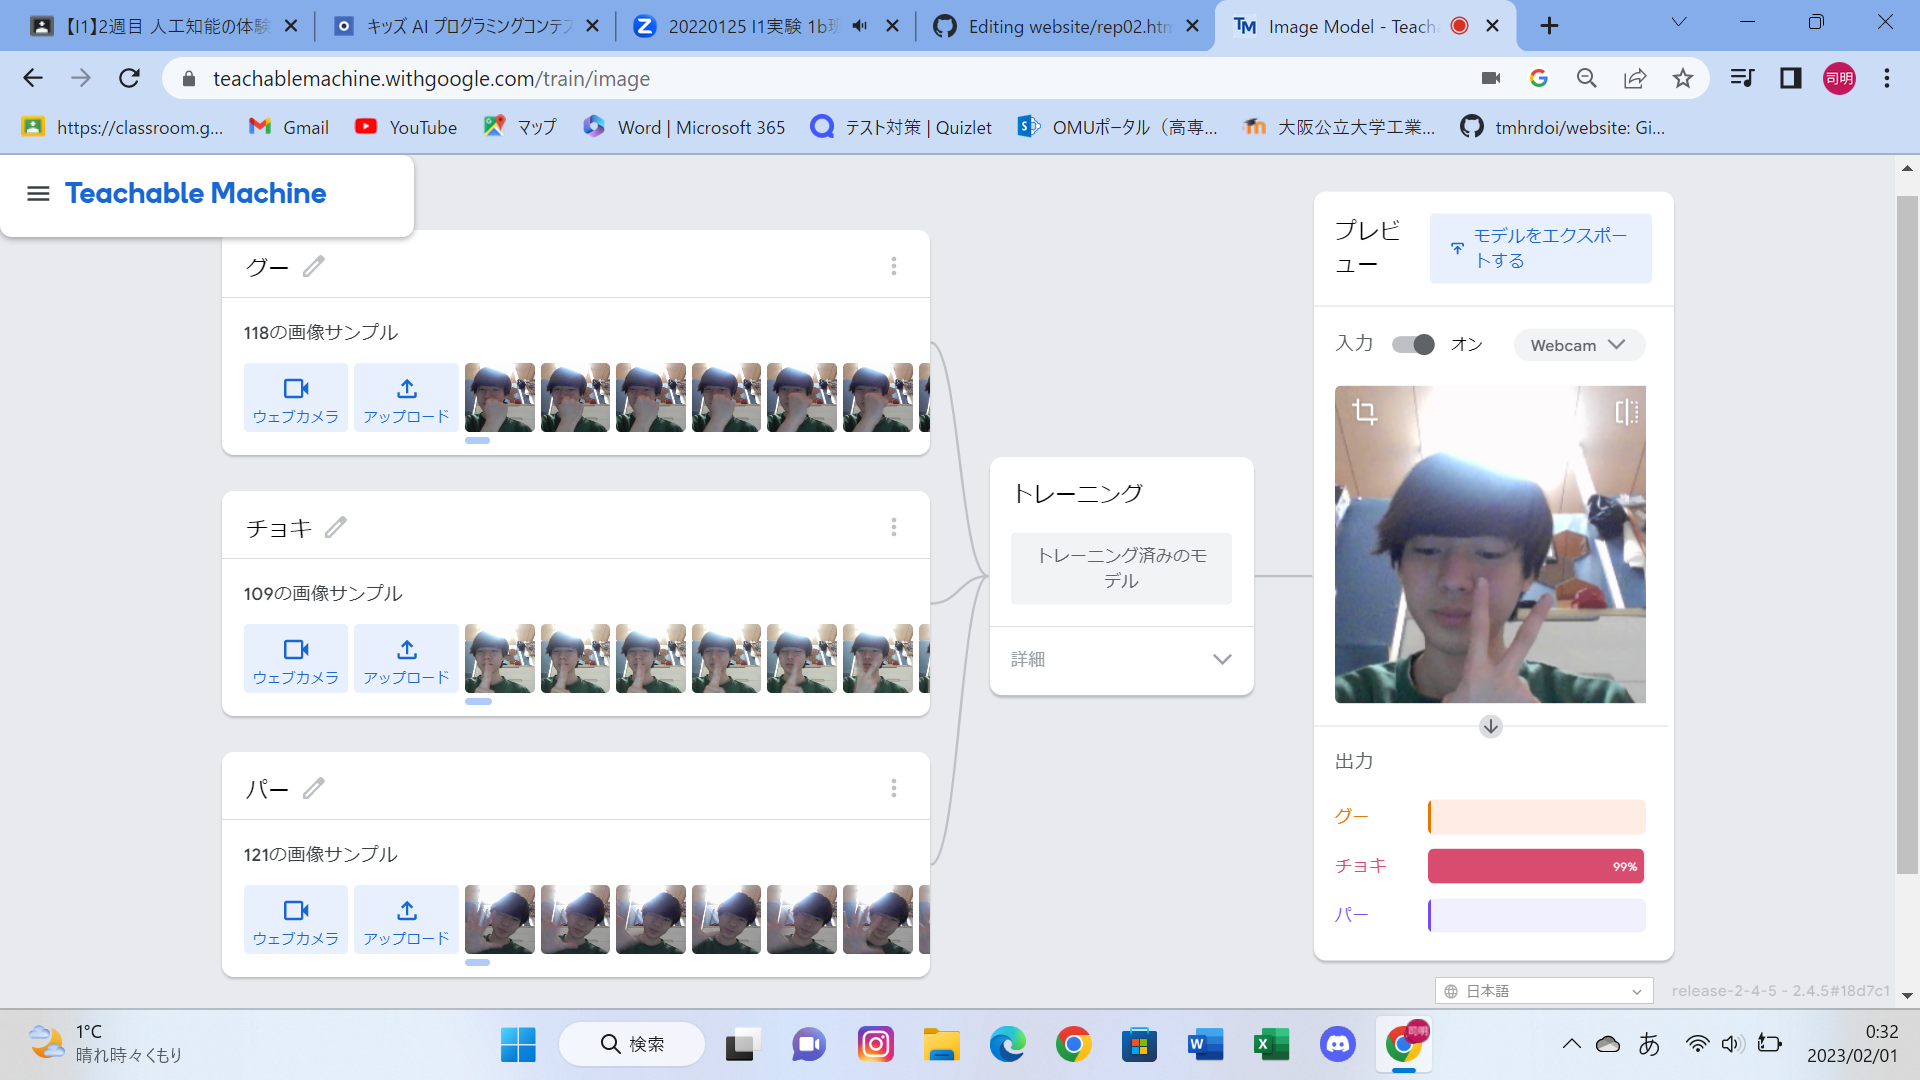 【I1】2週目 人工知能の体験
キッズ AI プログラミングコンテス
20220125 I1実験 1b班
Editing website/rep02.htm
Image Model - Teach
teachablemachine.withgoogle.com/train/image
司明
https://classroom.g...
Gmail
YouTube
マップ
Word | Microsoft 365
テスト対策 | Quizlet
OMUポータル（高専...
大阪公立大学工業...
tmhrdoi/website: Gi...
Teachable Machine
グー
118の画像サンプル
ウェブカメラ
アップロード
チョキ
109の画像サンプル
ウェブカメラ
アップロード
パー
121の画像サンプル
ウェブカメラ
アップロード
トレーニング
トレーニング済みのモ
デル
詳細
プレビ
ュー
モデルをエクスポー
トする
入力
オン
Webcam
出力
グー
チョキ
99%
パー
日本語
release-2-4-5 - 2.4.5#18d7c1
1°C
晴れ時々くもり
検索
司明
あ
0:32
2023/02/01